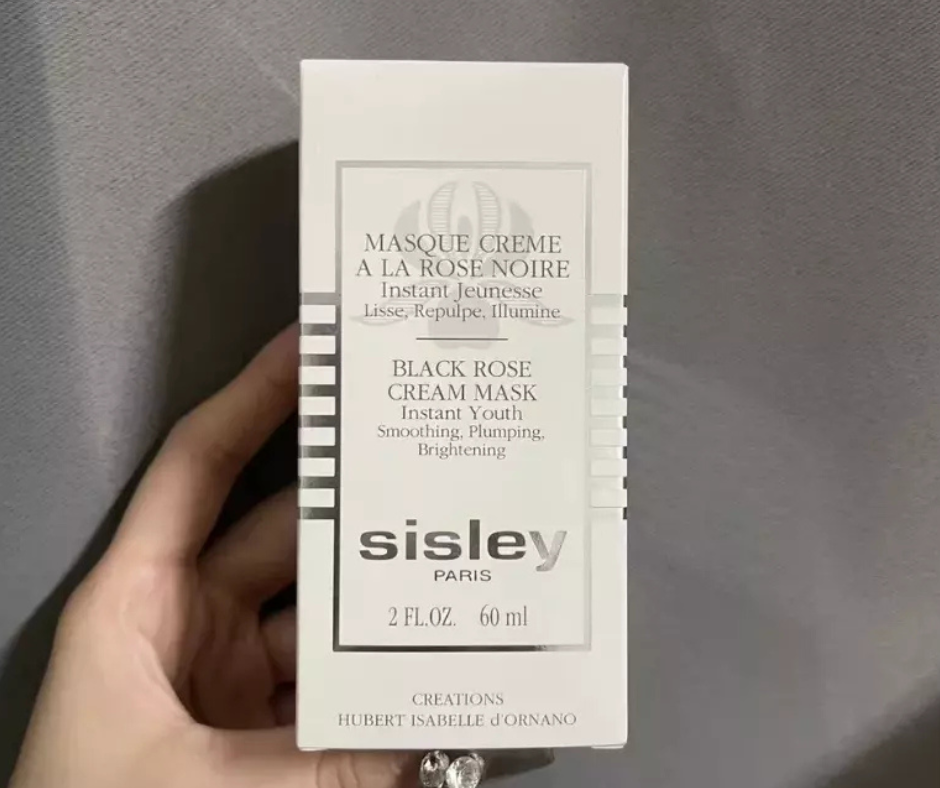 MASQUE CREME
A LA ROSE NOIRE
Instant Jeunesse
Lisse, Repulpe, Illumine
BLACK ROSE
CREAM MASK
Instant Youth
Smoothing, Plumping,
Brightening
sisley
PARIS
2 FL.OZ. 60 ml
CREATIONS
HUBERT ISABELLE d'ORNANO